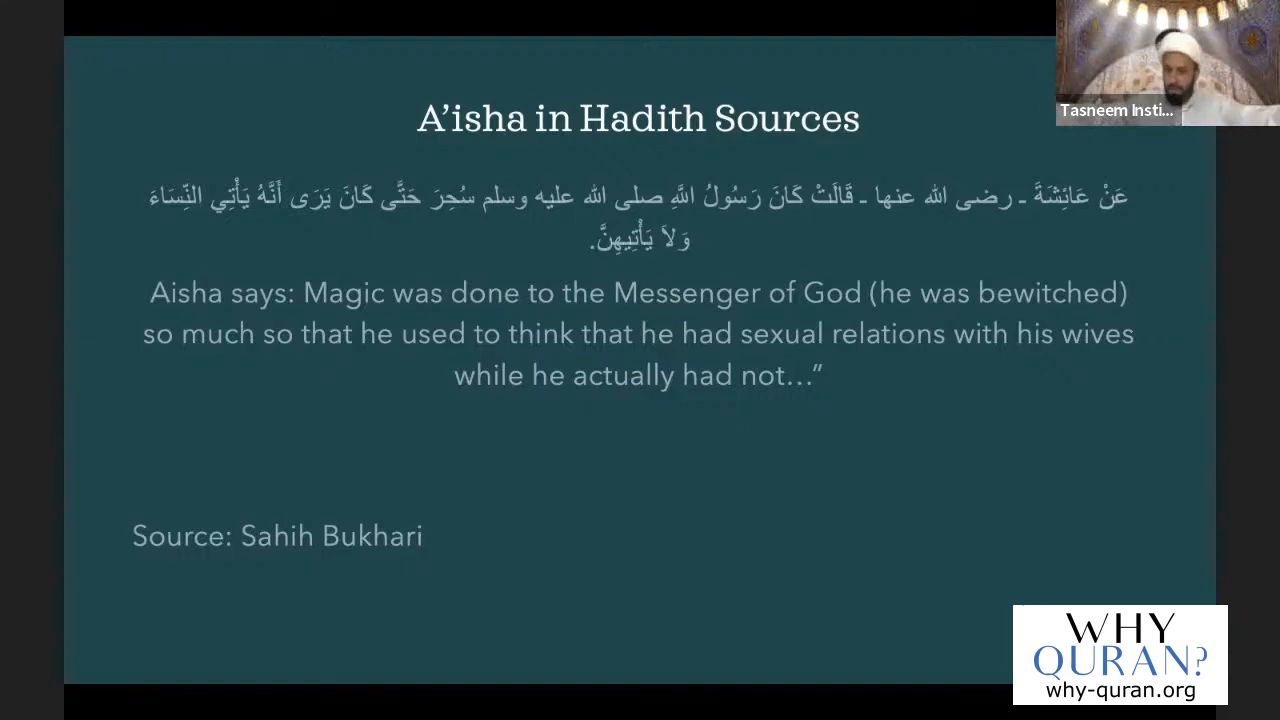 Tasneem Insti...
A’isha in Hadith Sources
عَنْ عَائِشَةَ ـ رضى الله عنها ـ قَالَتْ كَانَ رَسُولُ اللَّهِ صلى الله عليه وسلم سُحِرَ حَتَّى كَانَ يَرَى أَنَّهُ يَأْتِي النِّسَاءَ
وَلاَ يَأْتِيهِنَّ.
Aisha says: Magic was done to the Messenger of God (he was bewitched)
so much so that he used to think that he had sexual relations with his wives
while he actually had not…”
Source: Sahih Bukhari
WHY
QURAN?
why-quran.org